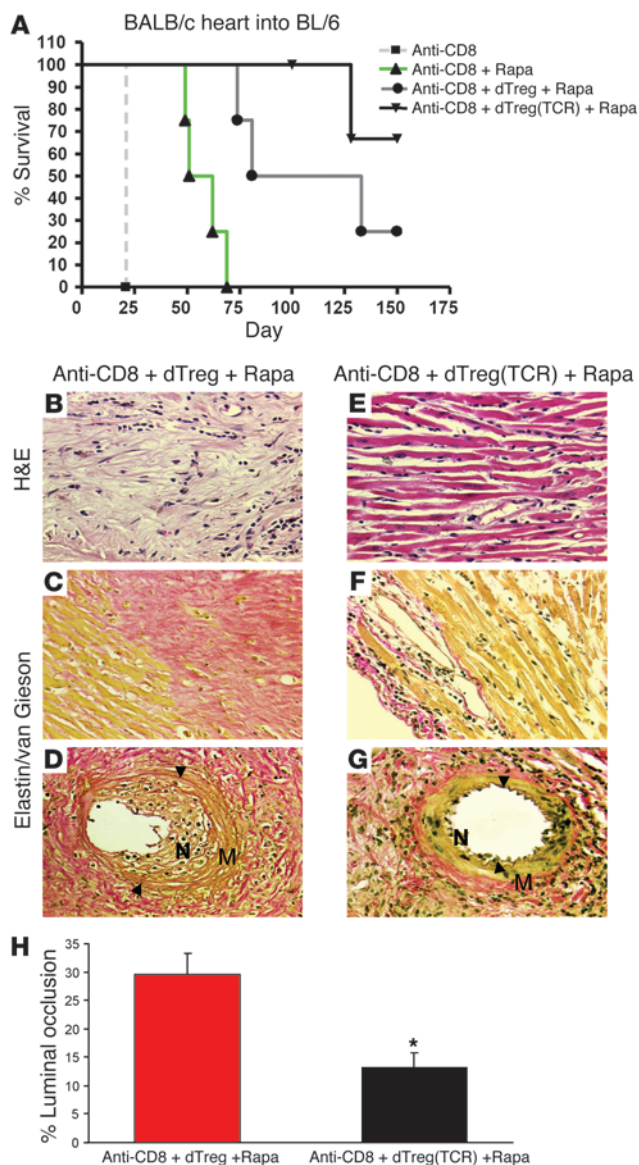 A
BALB/c heart into BL/6
Anti-CD8
Anti-CD8 + Rapa
Anti-CD8 + dTreg + Rapa
Anti-CD8 + dTreg(TCR) + Rapa
% Survival
100
90
80
70
60
50
40
30
20
10
0
0 25 50 75 100 125 150 175
Day
Anti-CD8 + dTreg + Rapa
Anti-CD8 + dTreg(TCR) + Rapa
H&E
B
E
Elastin/van Gieson
C
F
D
N
M
G
N
M
H
% Luminal occlusion
35
30
25
20
15
10
5
0
*
Anti-CD8 + dTreg +Rapa
Anti-CD8 + dTreg(TCR) +Rapa